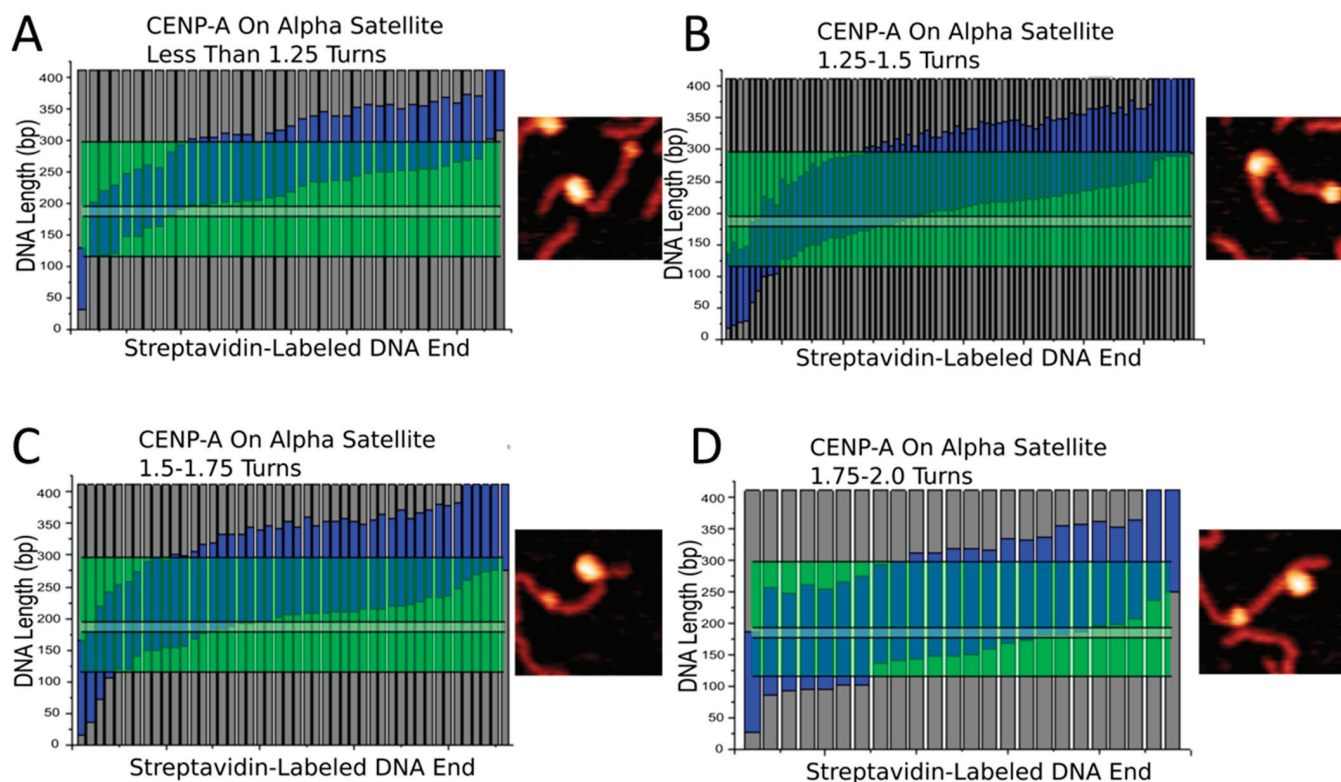 A
CENP-A On Alpha Satellite
Less Than 1.25 Turns
DNA Length (bp)
400
350
300
250
200
150
100
50
0
Streptavidin-Labeled DNA End
B
CENP-A On Alpha Satellite
1.25-1.5 Turns
DNA Length (bp)
400
350
300
250
200
150
100
50
0
Streptavidin-Labeled DNA End
C
CENP-A On Alpha Satellite
1.5-1.75 Turns
DNA Length (bp)
400
350
300
250
200
150
100
50
0
Streptavidin-Labeled DNA End
D
CENP-A On Alpha Satellite
1.75-2.0 Turns
DNA Length (bp)
400
350
300
250
200
150
100
50
0
Streptavidin-Labeled DNA End